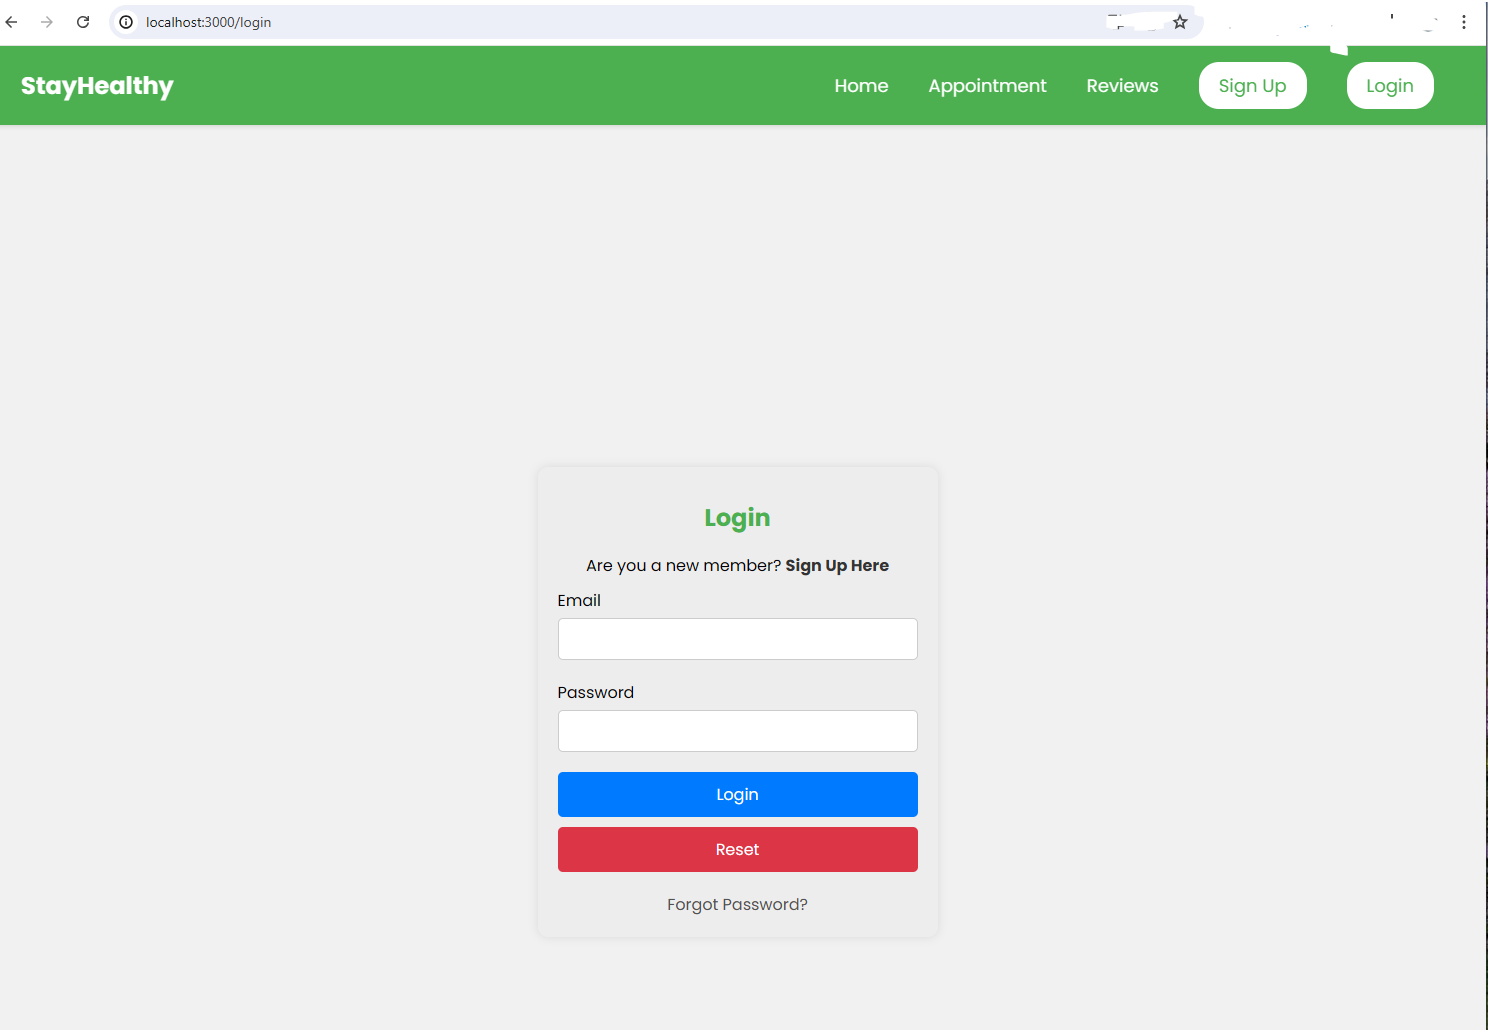 localhost:3000/login
StayHealthy Home Appointment Reviews Sign Up Login
Login
Are you a new member? Sign Up Here
Email
Password
Login
Reset
Forgot Password?